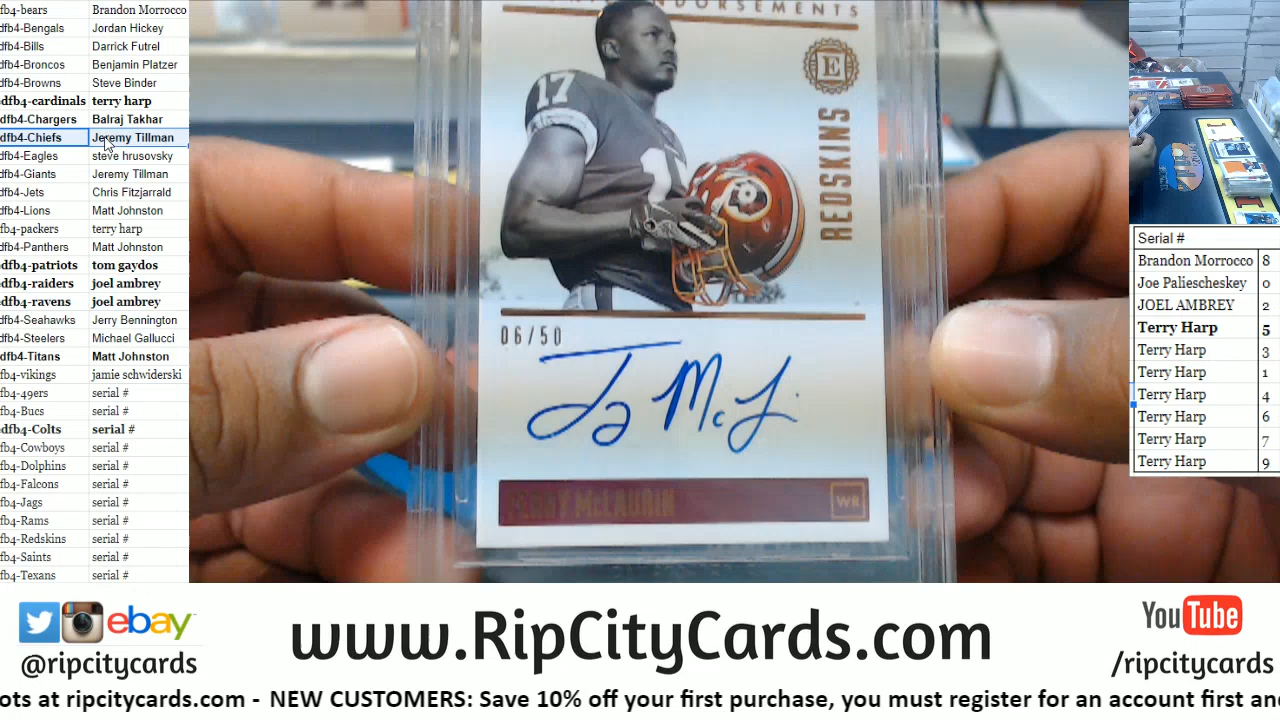 fb4-bears Brandon Morrocco
dfb4-Bengals Jordan Hickey
dfb4-Bills Darrick Futrel
dfb4-Broncos Benjamin Platzer
dfb4-Browns Steve Binder
dfb4-cardinals terry harp
dfb4-Chargers Balraj Takhar
dfb4-Chiefs Jeremy Tillman
dfb4-Eagles steve hrusovsky
dfb4-Giants Jeremy Tillman
dfb4-Jets Chris Fitzjarrald
dfb4-Lions Matt Johnston
fb4-packers terry harp
dfb4-Panthers Matt Johnston
dfb4-patriots tom gaydos
dfb4-raiders joel ambrey
dfb4-ravens joel ambrey
dfb4-Seahawks Jerry Bennington
dfb4-Steelers Michael Gallucci
dfb4-Titans Matt Johnston
fb4-vikings jamie schwiderski
fb4-49ers serial #
fb4-Bucs serial #
dfb4-Colts serial #
fb4-Cowboys serial #
fb4-Dolphins serial #
fb4-Falcons serial #
fb4-Jags serial #
fb4-Rams serial #
fb4-Redskins serial #
fb4-Saints serial #
fb4-Texans serial #
DORSEMENTS
E
REDSKINS
17
06/50
WR
McLAURIN
Serial #
Brandon Morrocco 8
Joe Paliescheskey 0
JOEL AMBREY 2
Terry Harp 5
Terry Harp 3
Terry Harp 1
Terry Harp 4
Terry Harp 6
Terry Harp 7
Terry Harp 9
ebay
@ripcitycards
www.RipCityCards.com
YouTube
/ripcitycards
ots at ripcitycards.com - NEW CUSTOMERS: Save 10% off your first purchase, you must register for an account first and